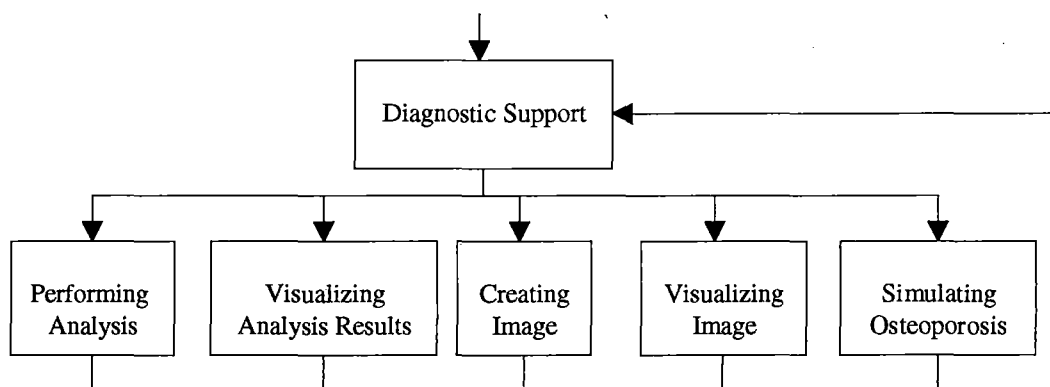 Diagnostic Support
Performing
Analysis
Visualizing
Analysis Results
Creating
Image
Visualizing
Image
Simulating
Osteoporosis